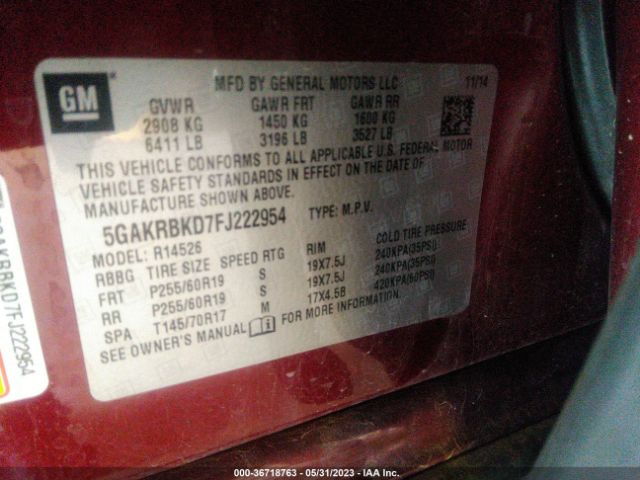 GM
MFD BY GENERAL MOTORS LLC 11/14
GVWR GAWR FRT GAWR RR
2908 KG 1450 KG 1600 KG
6411 LB 3196 LB 3527 LB
THIS VEHICLE CONFORMS TO ALL APPLICABLE U.S. FEDERAL MOTOR
VEHICLE SAFETY STANDARDS IN EFFECT ON THE DATE OF
MANUFACTURE SHOWN ABOVE.
5GAKRBKD7FJ222954 TYPE: M.P.V.
MODEL: R14526
RBBG TIRE SIZE SPEED RTG RIM COLD TIRE PRESSURE
FRT P255/60R19 S 19X7.5J 240KPA(35PSI)
RR P255/60R19 S 19X7.5J 240KPA(35PSI)
SPA T145/70R17 M 17X4.5B 420KPA(60PSI)
SEE OWNER'S MANUAL FOR MORE INFORMATION
5GAKRBKD7FJ222954
000-36718763 - 05/31/2023 - IAA Inc.